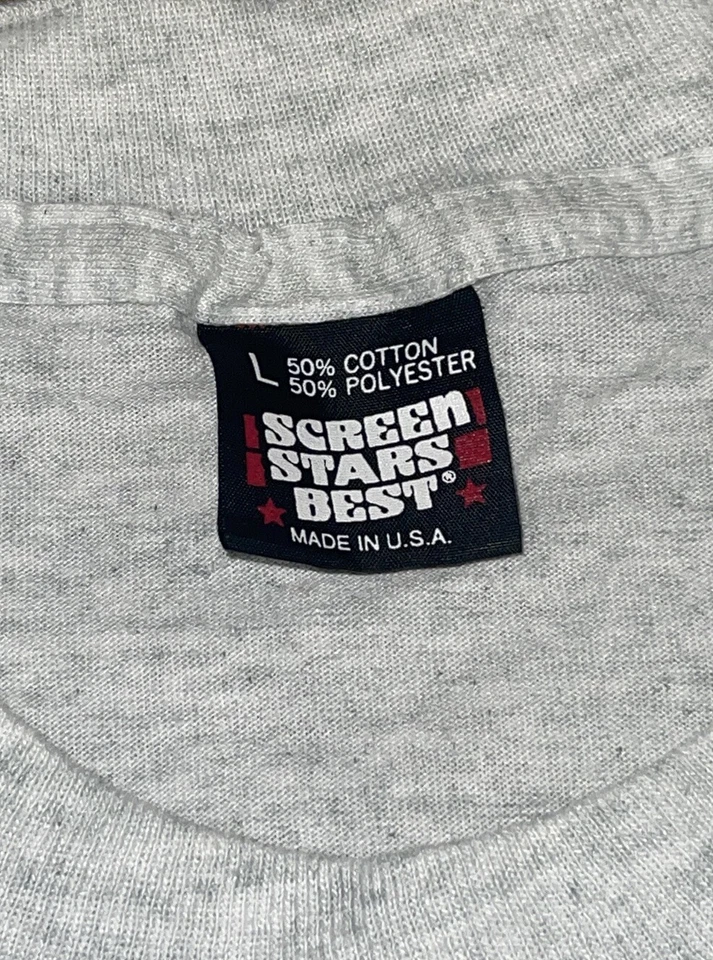 L 50% COTTON
50% POLYESTER
SCREEN
STARS
BEST®
MADE IN U.S.A.